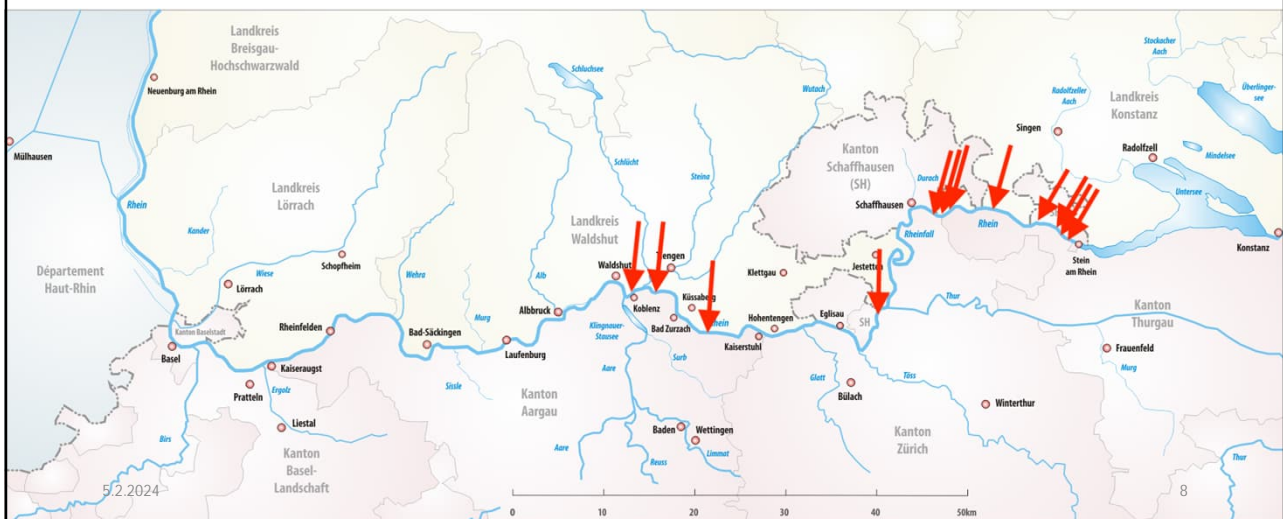 Landkreis
Breisgau-
Hochschwarzwald
Neuenburg am Rhein
Mülhausen
Rhein
Kander
Landkreis
Lörrach
Schluchsee
Wutach
Stockacher
Aach
Radolfzeller
Aach
Landkreis
Konstanz
Überlinger-
see
Singen
Radolfzell
Mindelsee
Untersee
Konstanz
Kanton
Schaffhausen
(SH)
Durach
Schaffhausen
Rheinfall
Rhein
Stein
am Rhein
Schlücht
Steina
Landkreis
Waldshut
Waldshut
Klettgau
Jestetten
Département
Haut-Rhin
Wiese
Schopfheim
Lörrach
Wehra
Alb
Murg
Albbruck
Koblenz
Küssaberg
Bad Zurzach
Hohentengen
Kaiserstuhl
Eglisau
SH
Thur
Kanton
Thurgau
Frauenfeld
Murg
Kanton Baselstadt
Basel
Rheinfelden
Bad-Säckingen
Laufenburg
Klingnauer-
Stausee
Kaiseraugst
Pratteln
Ergolz
Liestal
Sissle
Kanton
Aargau
Aare
Surb
Glatt
Töss
Bülach
Winterthur
Baden
Wettingen
Birs
Kanton
Basel-
Landschaft
Aare
Reuss
Limmat
Kanton
Zürich
Thur
5.2.2024
8
0 10 20 30 40 50km